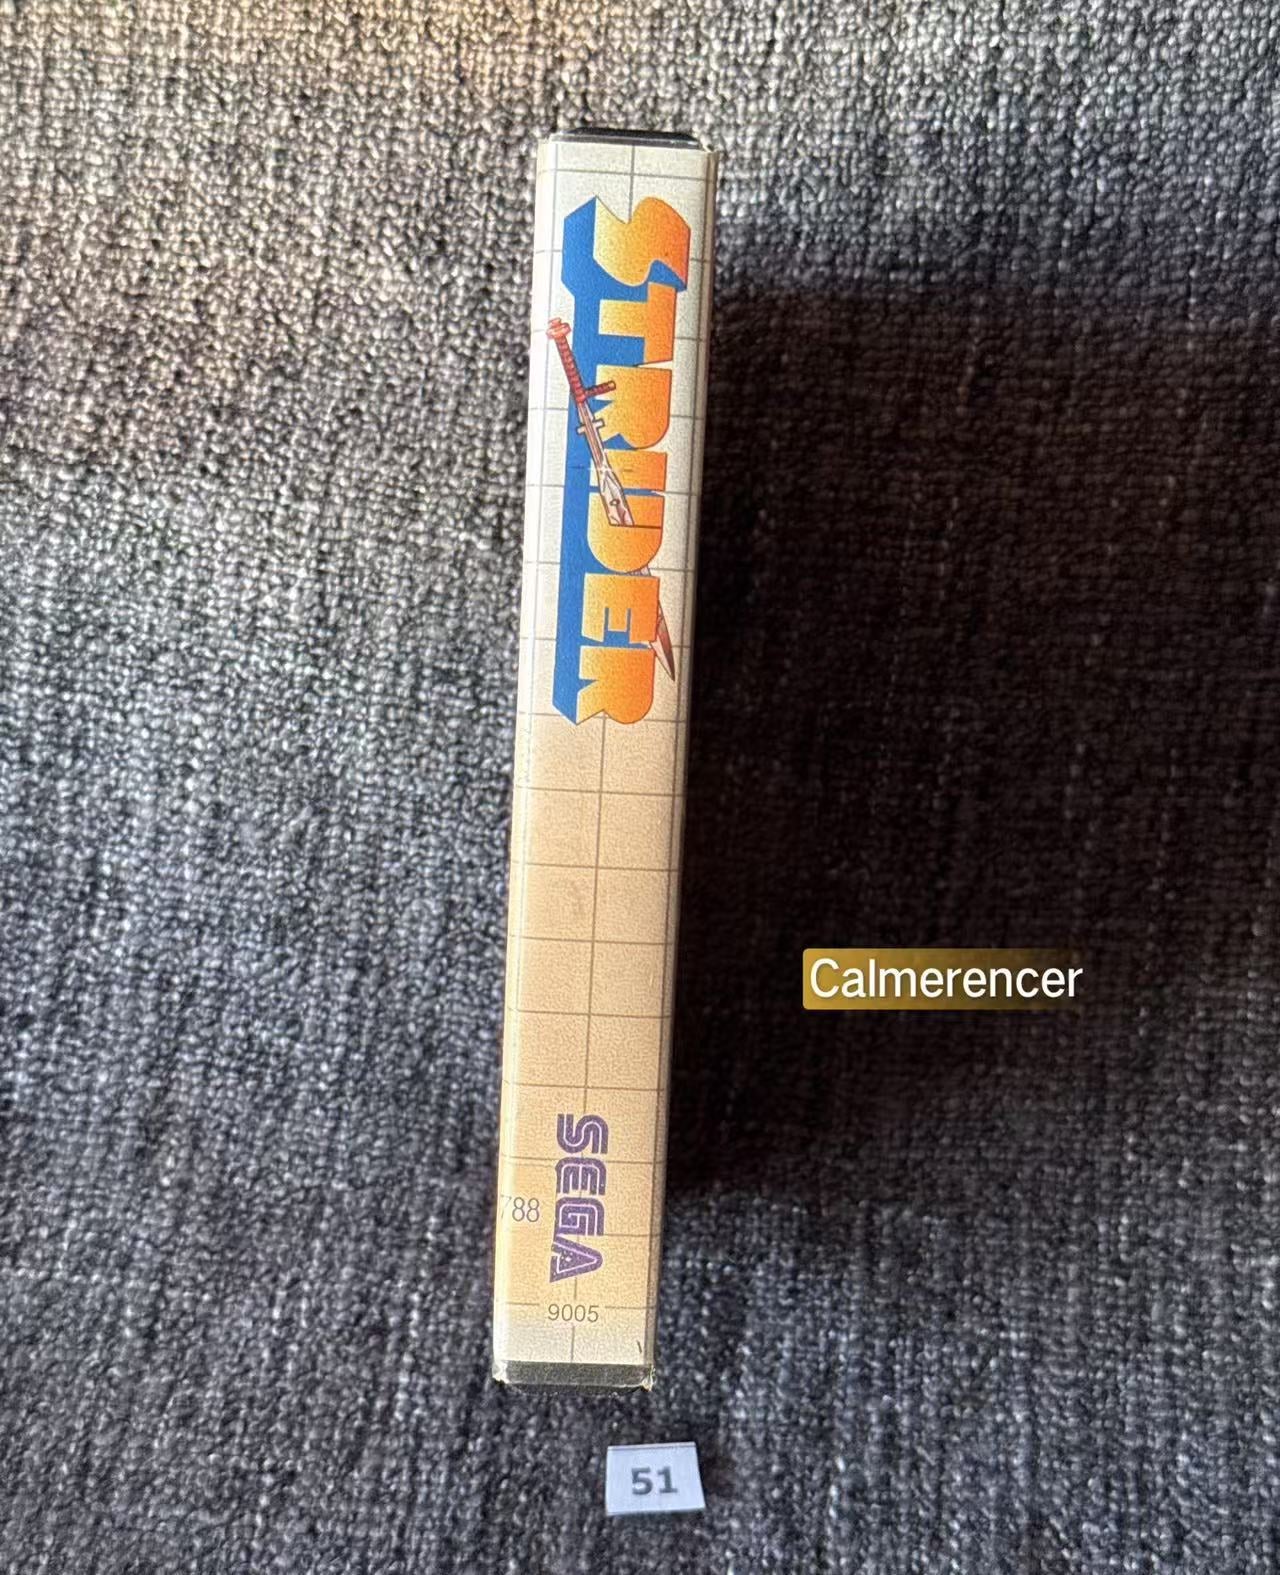 STRIDER
Calmerencer
SEGA
788
9005
51